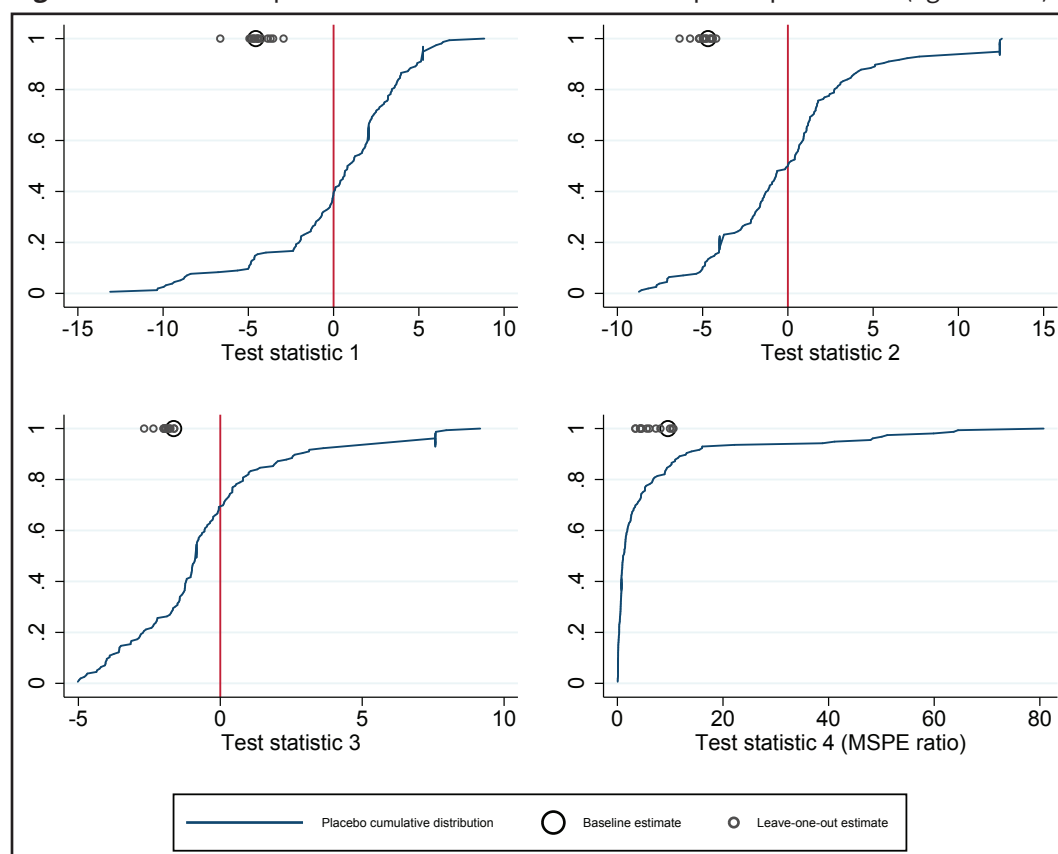 0 .2 .4 .6 .8 1
-15 -10 -5 0 5 10
Test statistic 1
0 .2 .4 .6 .8 1
-10 -5 0 5 10 15
Test statistic 2
0 .2 .4 .6 .8 1
-5 0 5 10
Test statistic 3
0 .2 .4 .6 .8 1
0 20 40 60 80
Test statistic 4 (MSPE ratio)
Placebo cumulative distribution Baseline estimate Leave-one-out estimate